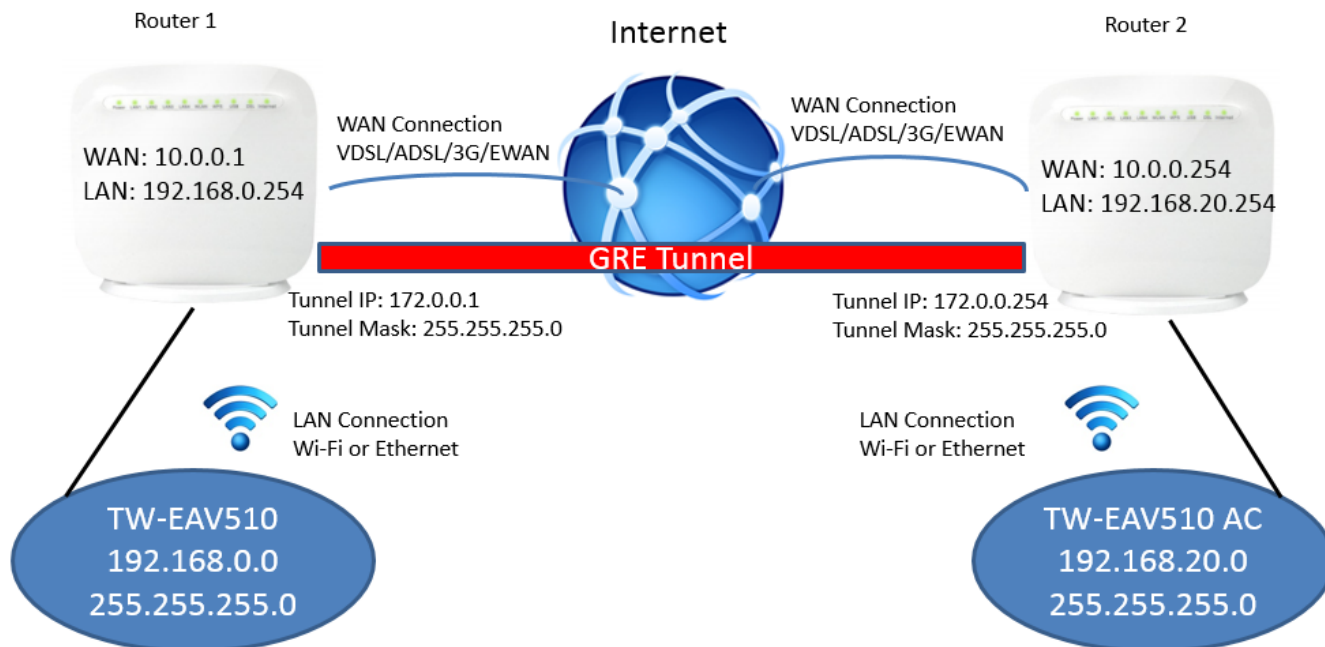 Router 1
Internet
Router 2
WAN Connection
VDSL/ADSL/3G/EWAN
WAN Connection
VDSL/ADSL/3G/EWAN
WAN: 10.0.0.1
LAN: 192.168.0.254
WAN: 10.0.0.254
LAN: 192.168.20.254
GRE Tunnel
Tunnel IP: 172.0.0.1
Tunnel Mask: 255.255.255.0
Tunnel IP: 172.0.0.254
Tunnel Mask: 255.255.255.0
LAN Connection
Wi-Fi or Ethernet
LAN Connection
Wi-Fi or Ethernet
TW-EAV510
192.168.0.0
255.255.255.0
TW-EAV510 AC
192.168.20.0
255.255.255.0